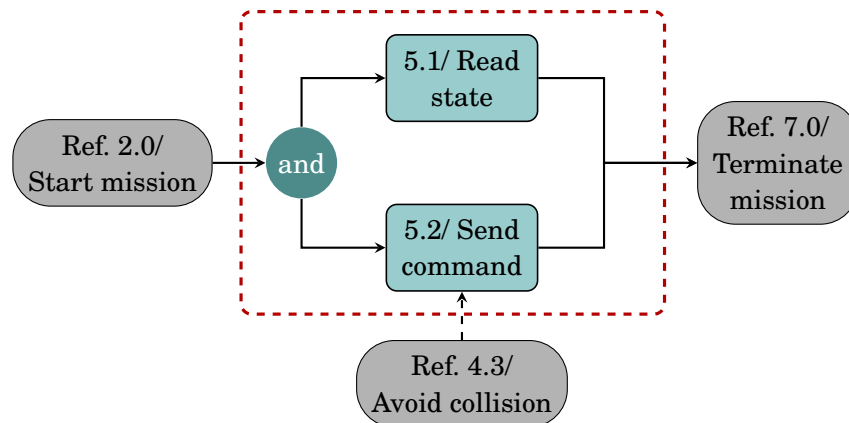 Ref. 2.0/
Start mission
and
5.1/ Read
state
5.2/ Send
command
Ref. 4.3/
Avoid collision
Ref. 7.0/
Terminate
mission